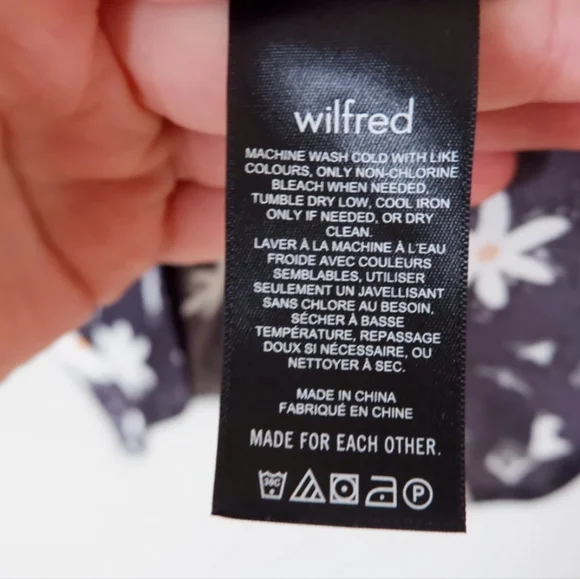 wilfred
MACHINE WASH COLD WITH LIKE
COLOURS, ONLY NON-CHLORINE
BLEACH WHEN NEEDED,
TUMBLE DRY LOW, COOL IRON
ONLY IF NEEDED, OR DRY
CLEAN.
LAVER À LA MACHINE À L'EAU
FROIDE AVEC COULEURS
SEMBLABLES, UTILISER
SEULEMENT UN JAVELLISANT
SANS CHLORE AU BESOIN,
SÉCHER À BASSE
TEMPÉRATURE, REPASSAGE
DOUX SI NÉCESSAIRE, OU
NETTOYER À SEC.
MADE IN CHINA
FABRIQUÉ EN CHINE
MADE FOR EACH OTHER.
30C P